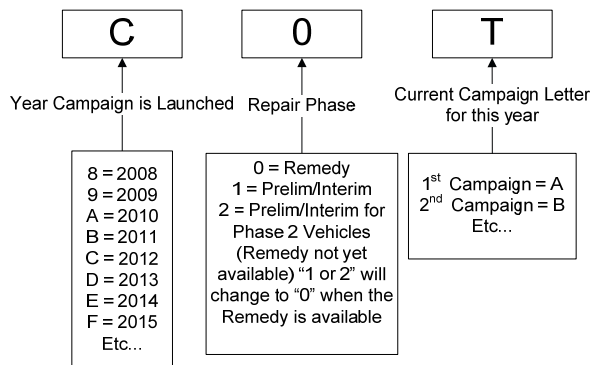 C
0
T
Year Campaign is Launched
Repair Phase
Current Campaign Letter
for this year
8 = 2008
9 = 2009
A = 2010
B = 2011
C = 2012
D = 2013
E = 2014
F = 2015
Etc...
0 = Remedy
1 = Prelim/Interim
2 = Prelim/Interim for
Phase 2 Vehicles
(Remedy not yet
available) “1 or 2” will
change to “0” when the
Remedy is available
1st Campaign = A
2nd Campaign = B
Etc...